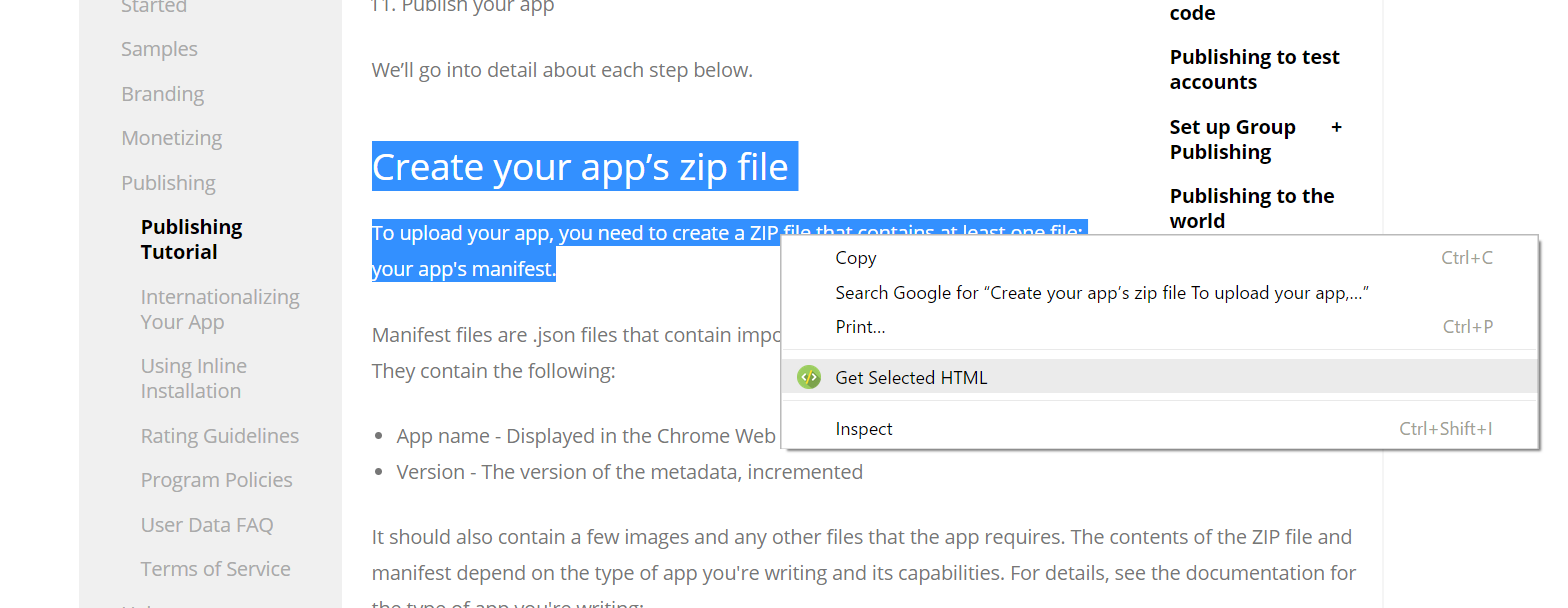 Started
Samples
Branding
Monetizing
Publishing
Publishing
Tutorial
Internationalizing
Your App
Using Inline
Installation
Rating Guidelines
Program Policies
User Data FAQ
Terms of Service
11. Publish your app
We’ll go into detail about each step below.
Create your app’s zip file
To upload your app, you need to create a ZIP file that contains at least one file:
your app's manifest.
Manifest files are .json files that contain impo
They contain the following:
• App name - Displayed in the Chrome Web
• Version - The version of the metadata, incremented
It should also contain a few images and any other files that the app requires. The contents of the ZIP file and
manifest depend on the type of app you're writing and its capabilities. For details, see the documentation for
the type of app you're writing:
code
Publishing to test
accounts
Set up Group +
Publishing
Publishing to the
world
Copy Ctrl+C
Search Google for “Create your app’s zip file To upload your app,...”
Print... Ctrl+P
Get Selected HTML
Inspect Ctrl+Shift+I